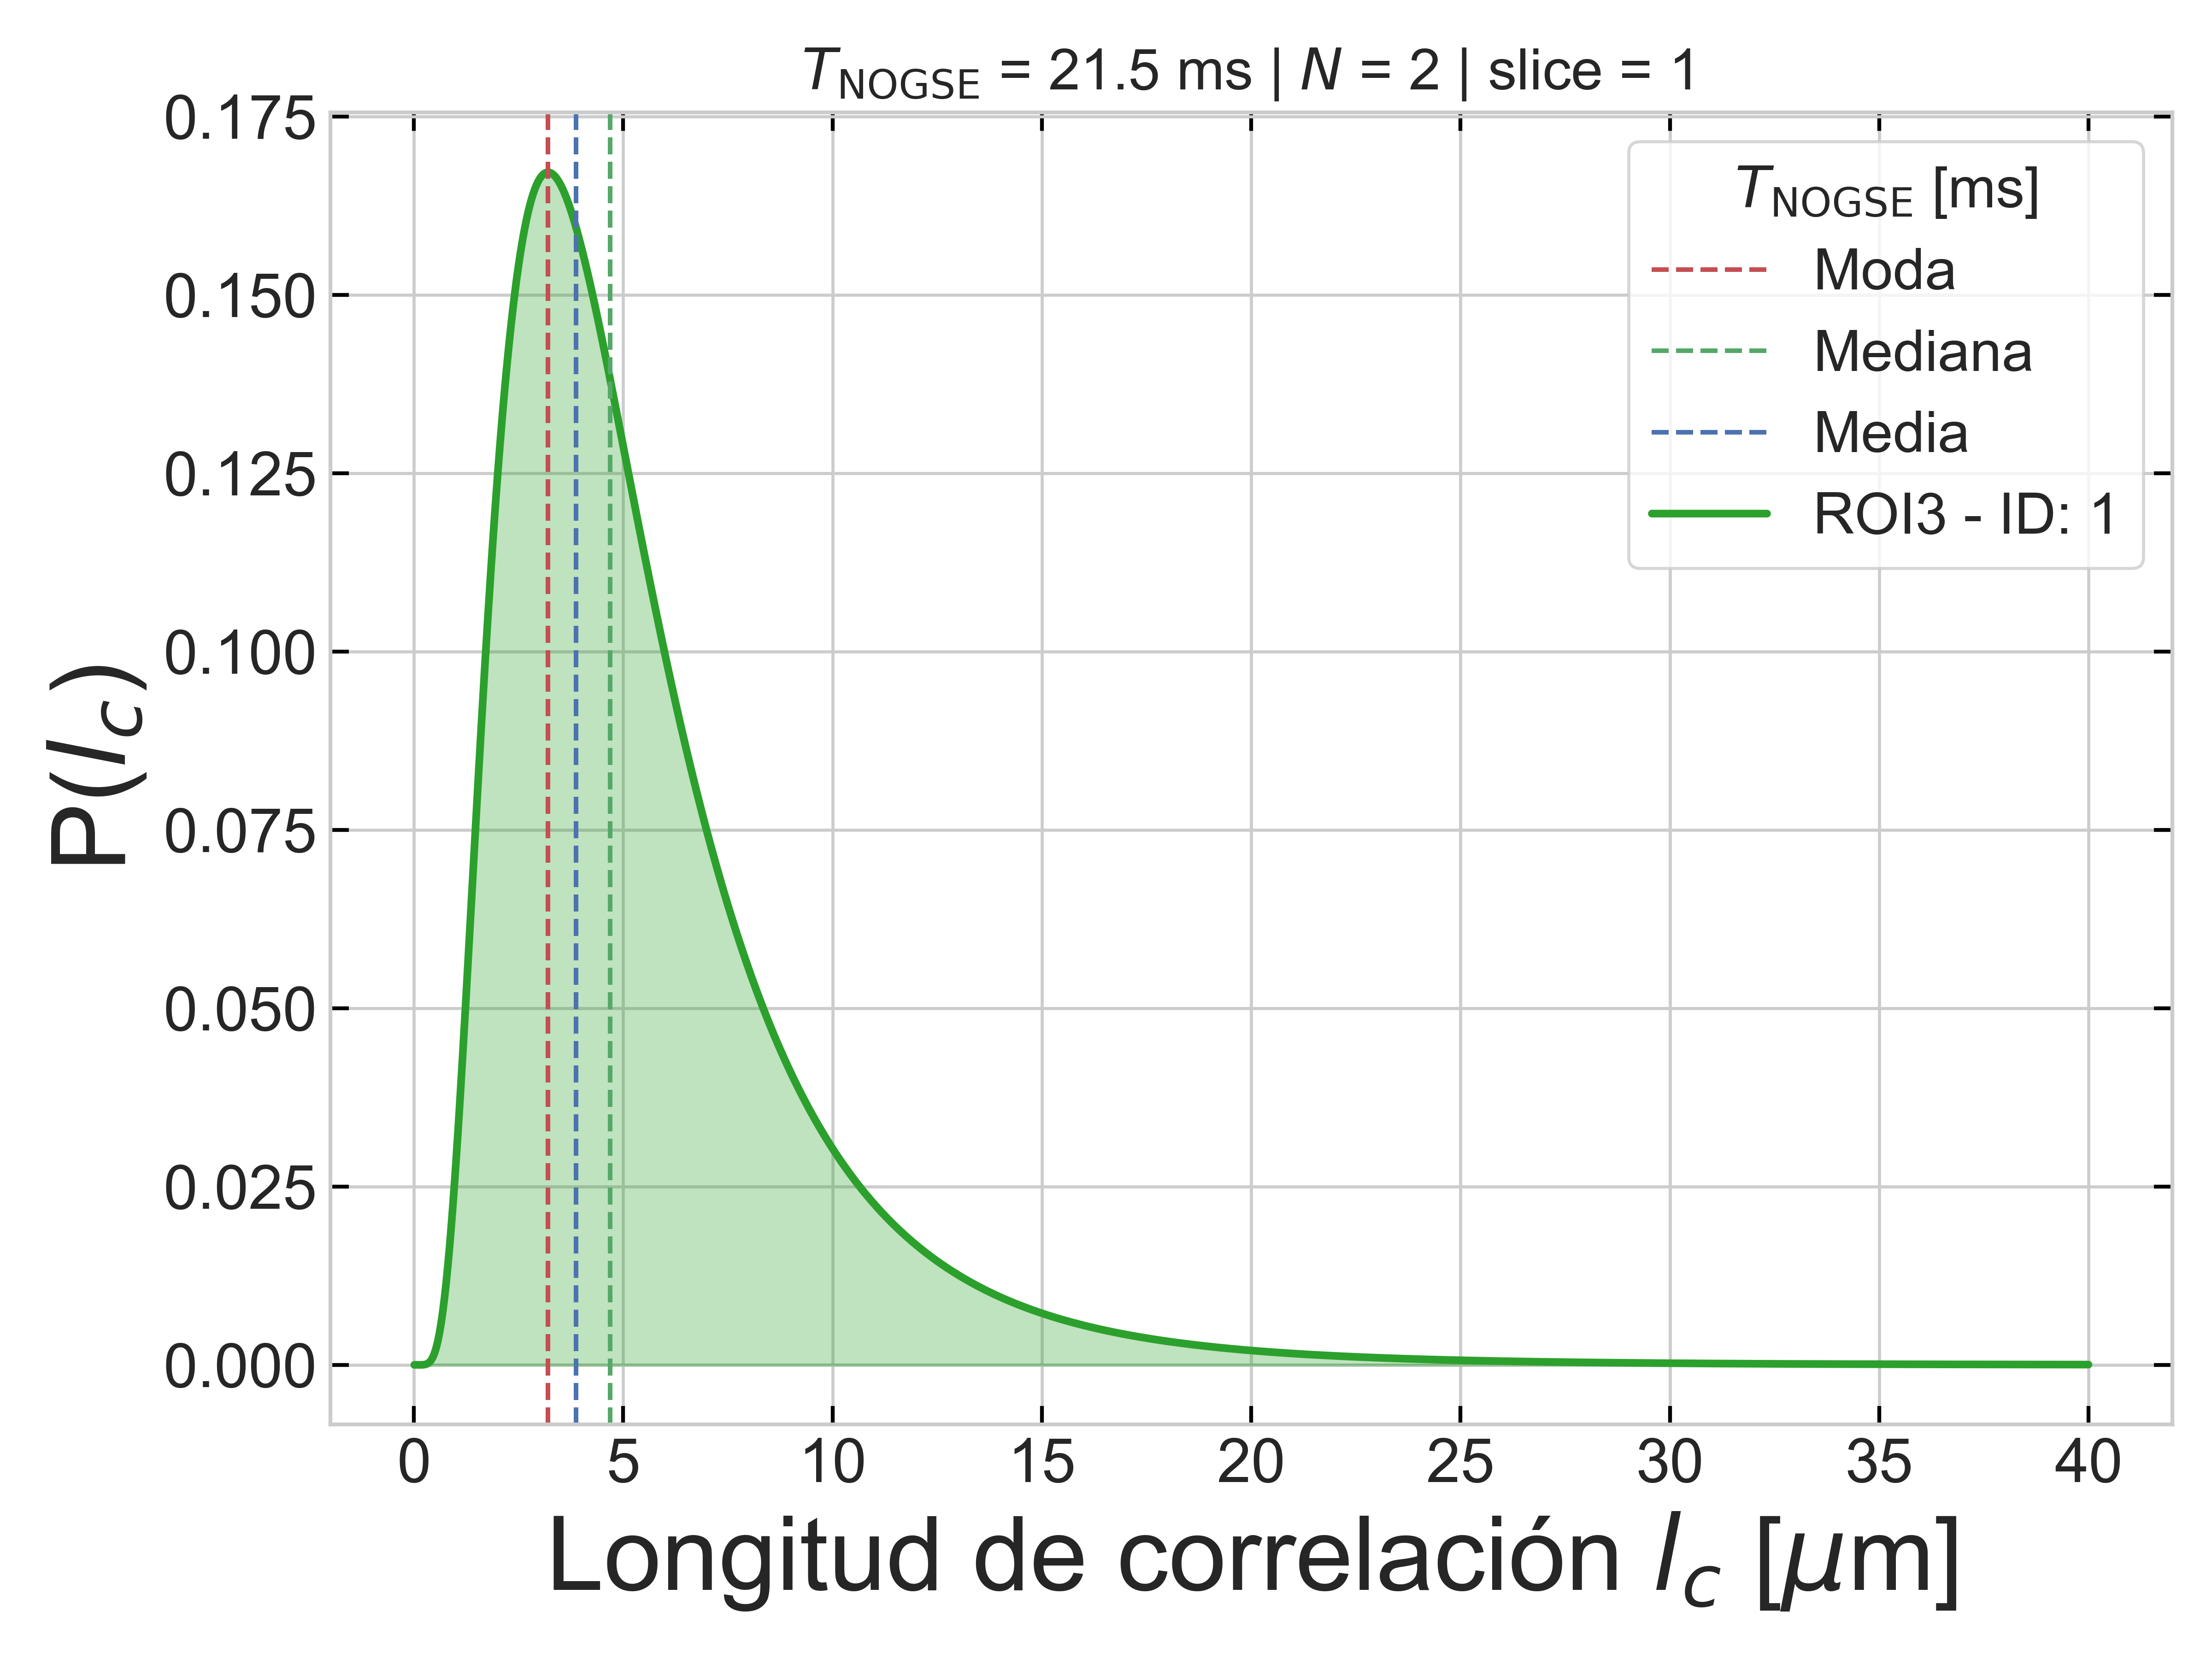 T_NOGSE = 21.5 ms | N = 2 | slice = 1
0.175
0.150
0.125
0.100
0.075
0.050
0.025
0.000
P(l_c)
T_NOGSE [ms]
Moda
Mediana
Media
ROI3 - ID: 1
0 5 10 15 20 25 30 35 40
Longitud de correlación l_c [μm]